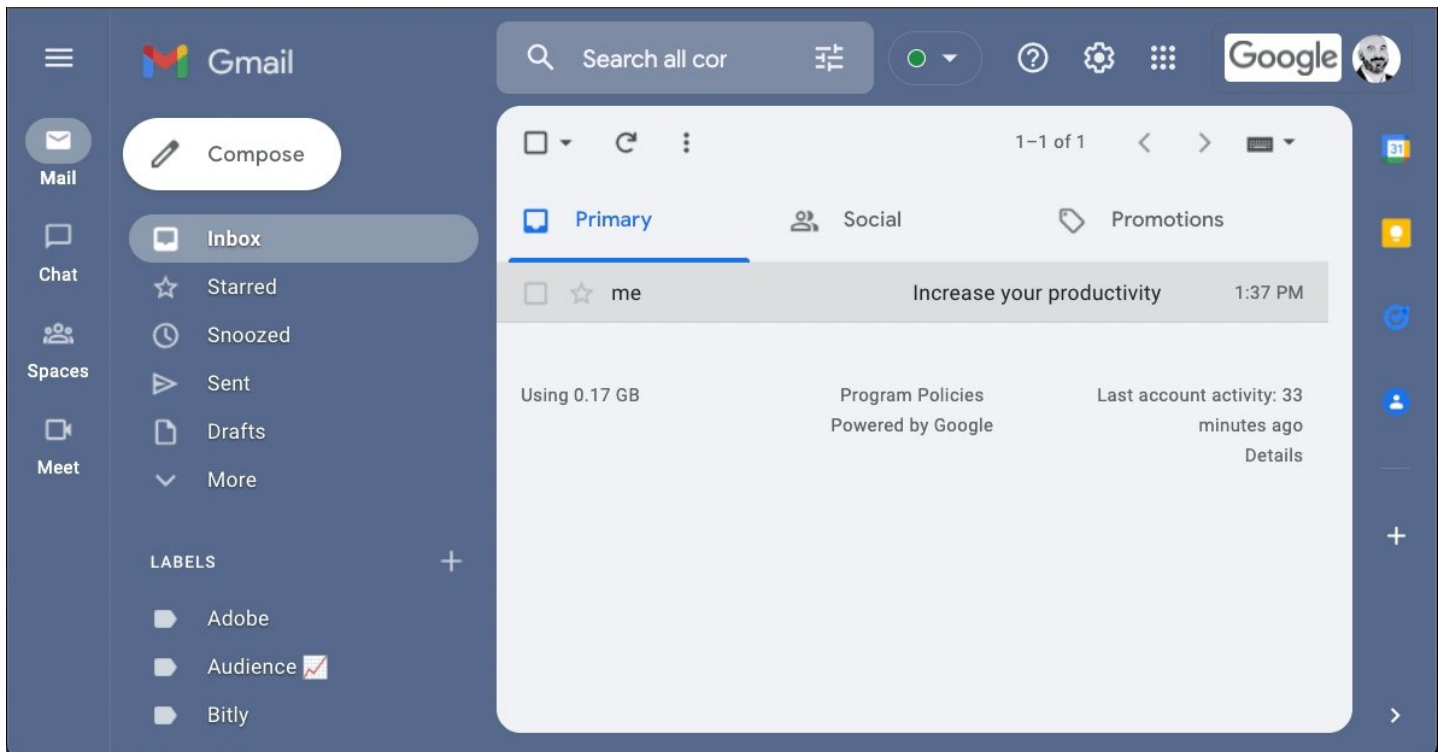 Gmail
Search all cor
Google
Mail
Chat
Spaces
Meet
Compose
Inbox
Starred
Snoozed
Sent
Drafts
More
LABELS
Adobe
Audience 📈
Bitly
1–1 of 1
Primary
Social
Promotions
me Increase your productivity 1:37 PM
Using 0.17 GB
Program Policies
Powered by Google
Last account activity: 33
minutes ago
Details
31